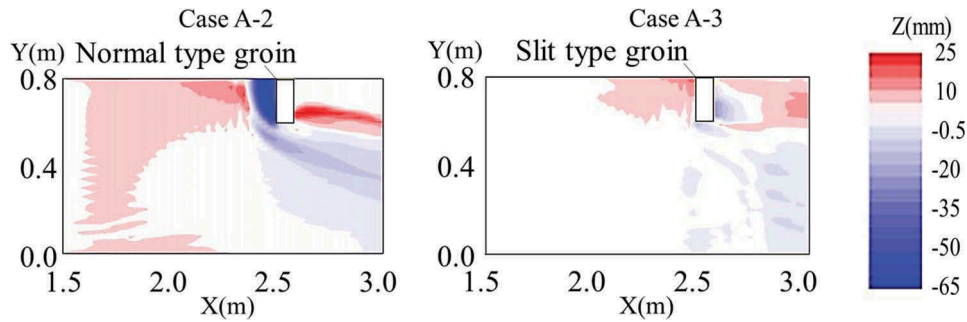 Case A-2
Y(m) Normal type groin
0.8
0.4
0.0
1.5 2.0 2.5 3.0
X(m)
Case A-3
Y(m) Slit type groin
0.8
0.4
0.0
1.5 2.0 2.5 3.0
X(m)
Z(mm)
25
10
-0.5
-20
-35
-50
-65